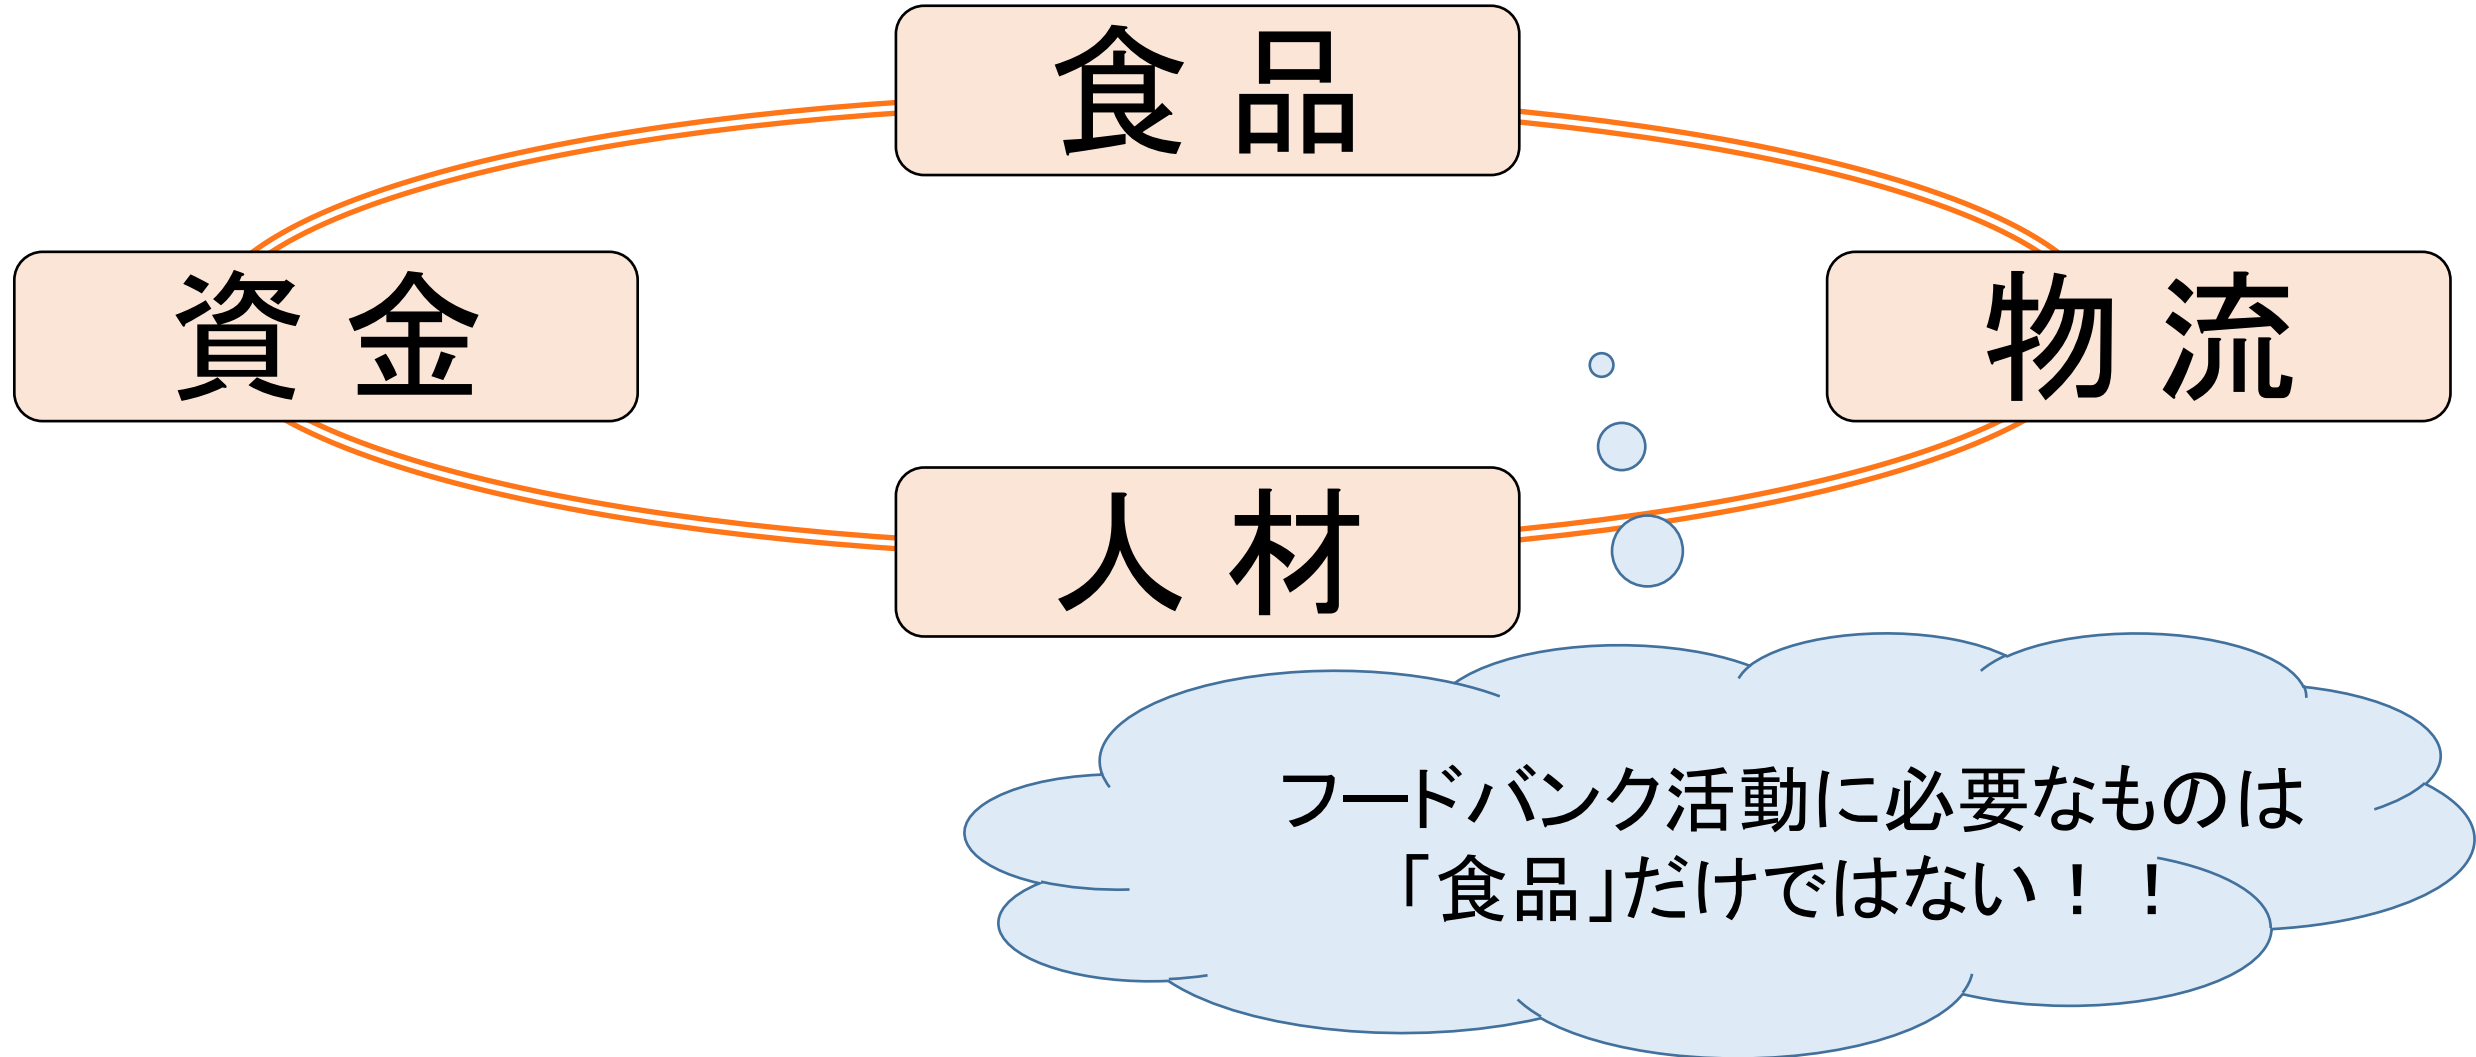 食品
資金
物流
人材
フードバンク活動に必要なものは
「食品」だけではない！！